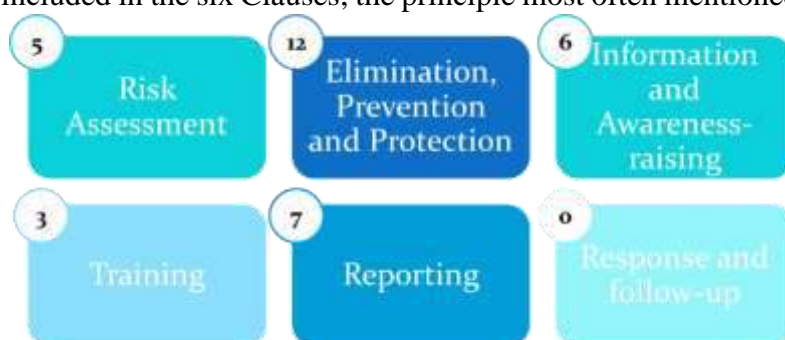 included in the six Clauses, the principle most often mentioned
5
Risk
Assessment
12
Elimination,
Prevention
and Protection
6
Information
and
Awareness-
raising
3
Training
7
Reporting
0
Response and
follow-up